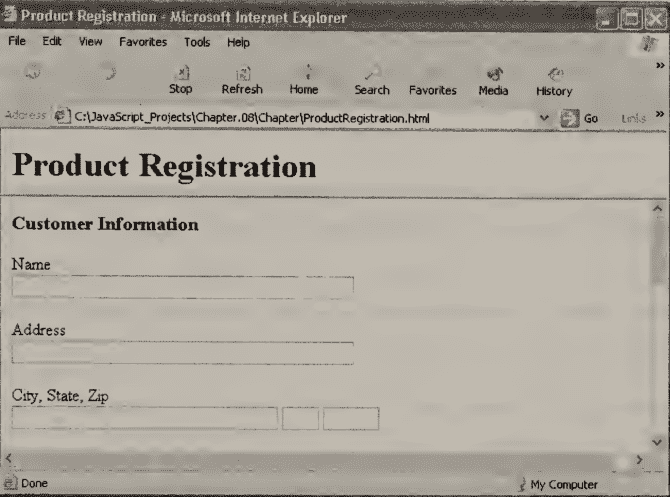 Product Registration - Microsoft Internet Explorer
File Edit View Favorites Tools Help
Stop Refresh Home Search Favorites Media History »
Address C:\JavaScript_Projects\Chapter.08\Chapter\ProductRegistration.html Go Links »
Product Registration
Customer Information
Name
Address
City, State, Zip
Done My Computer